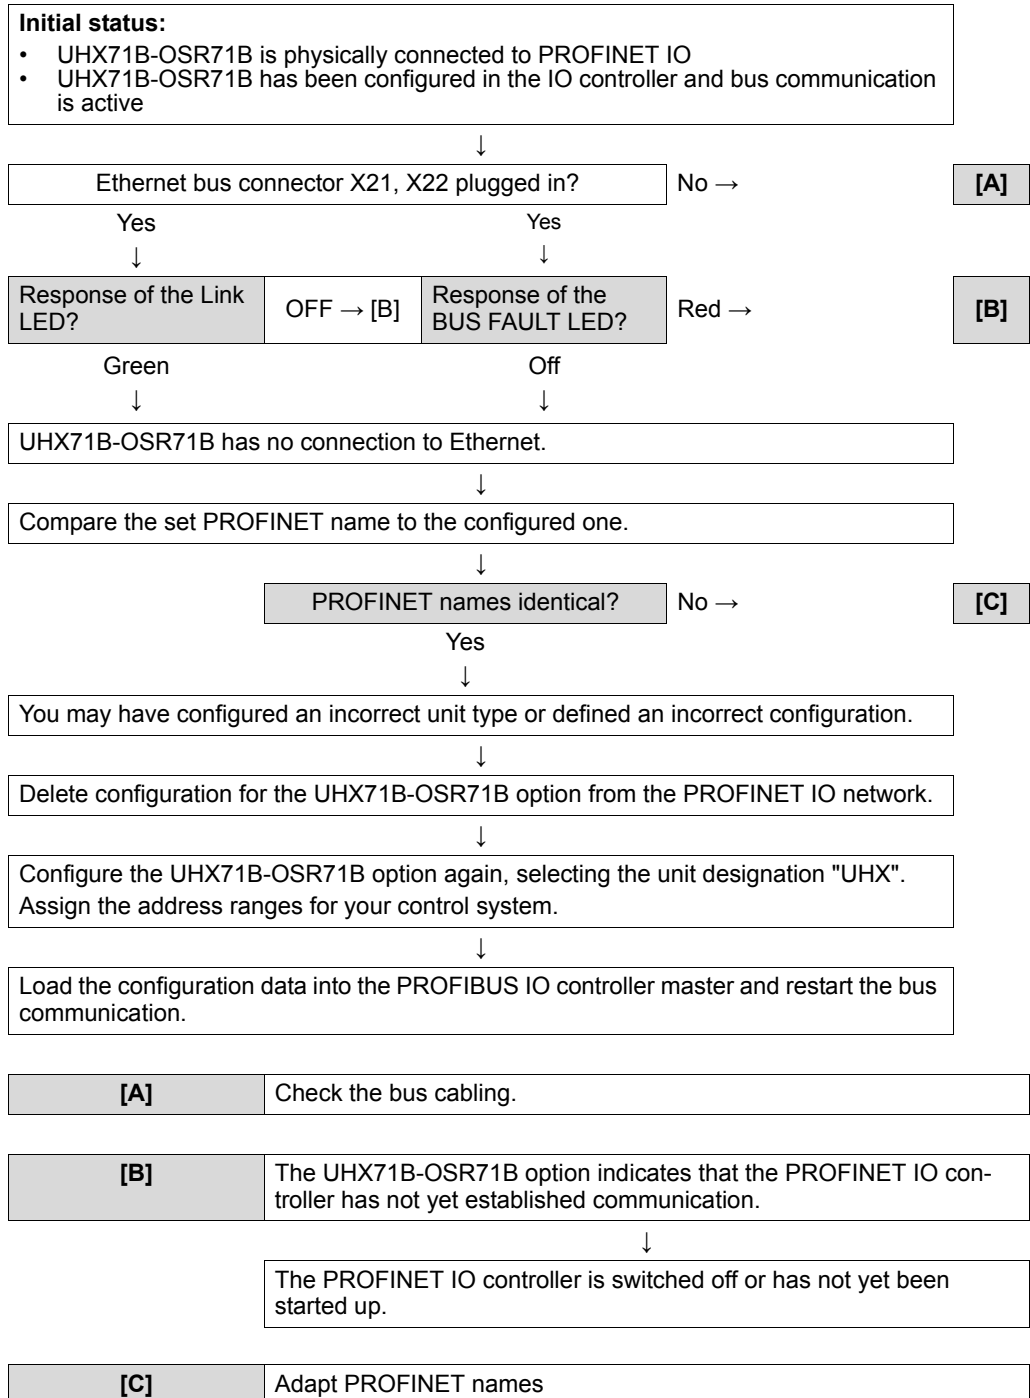 Initial status:
• UHX71B-OSR71B is physically connected to PROFINET IO
• UHX71B-OSR71B has been configured in the IO controller and bus communication
is active
↓
Ethernet bus connector X21, X22 plugged in? No → [A]
Yes Yes
↓ ↓
Response of the Link
LED?
OFF → [B]
Response of the
BUS FAULT LED?
Red → [B]
Green Off
↓ ↓
UHX71B-OSR71B has no connection to Ethernet.
↓
Compare the set PROFINET name to the configured one.
↓
PROFINET names identical? No → [C]
Yes
↓
You may have configured an incorrect unit type or defined an incorrect configuration.
↓
Delete configuration for the UHX71B-OSR71B option from the PROFINET IO network.
↓
Configure the UHX71B-OSR71B option again, selecting the unit designation "UHX".
Assign the address ranges for your control system.
↓
Load the configuration data into the PROFIBUS IO controller master and restart the bus
communication.
[A] Check the bus cabling.
[B] The UHX71B-OSR71B option indicates that the PROFINET IO con-
troller has not yet established communication.
↓
The PROFINET IO controller is switched off or has not yet been
started up.
[C] Adapt PROFINET names